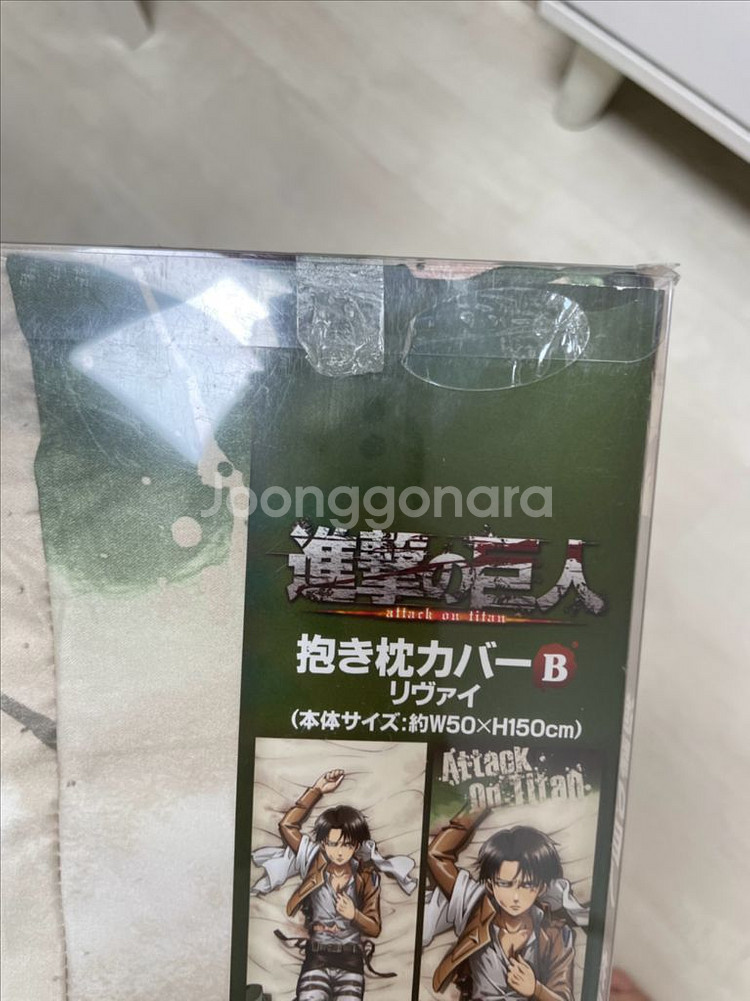 Joonggonara
進撃の巨人
attack on titan
抱き枕カバーB
リヴァイ
(本体サイズ:約W50×H150cm)
Attack
On Titan